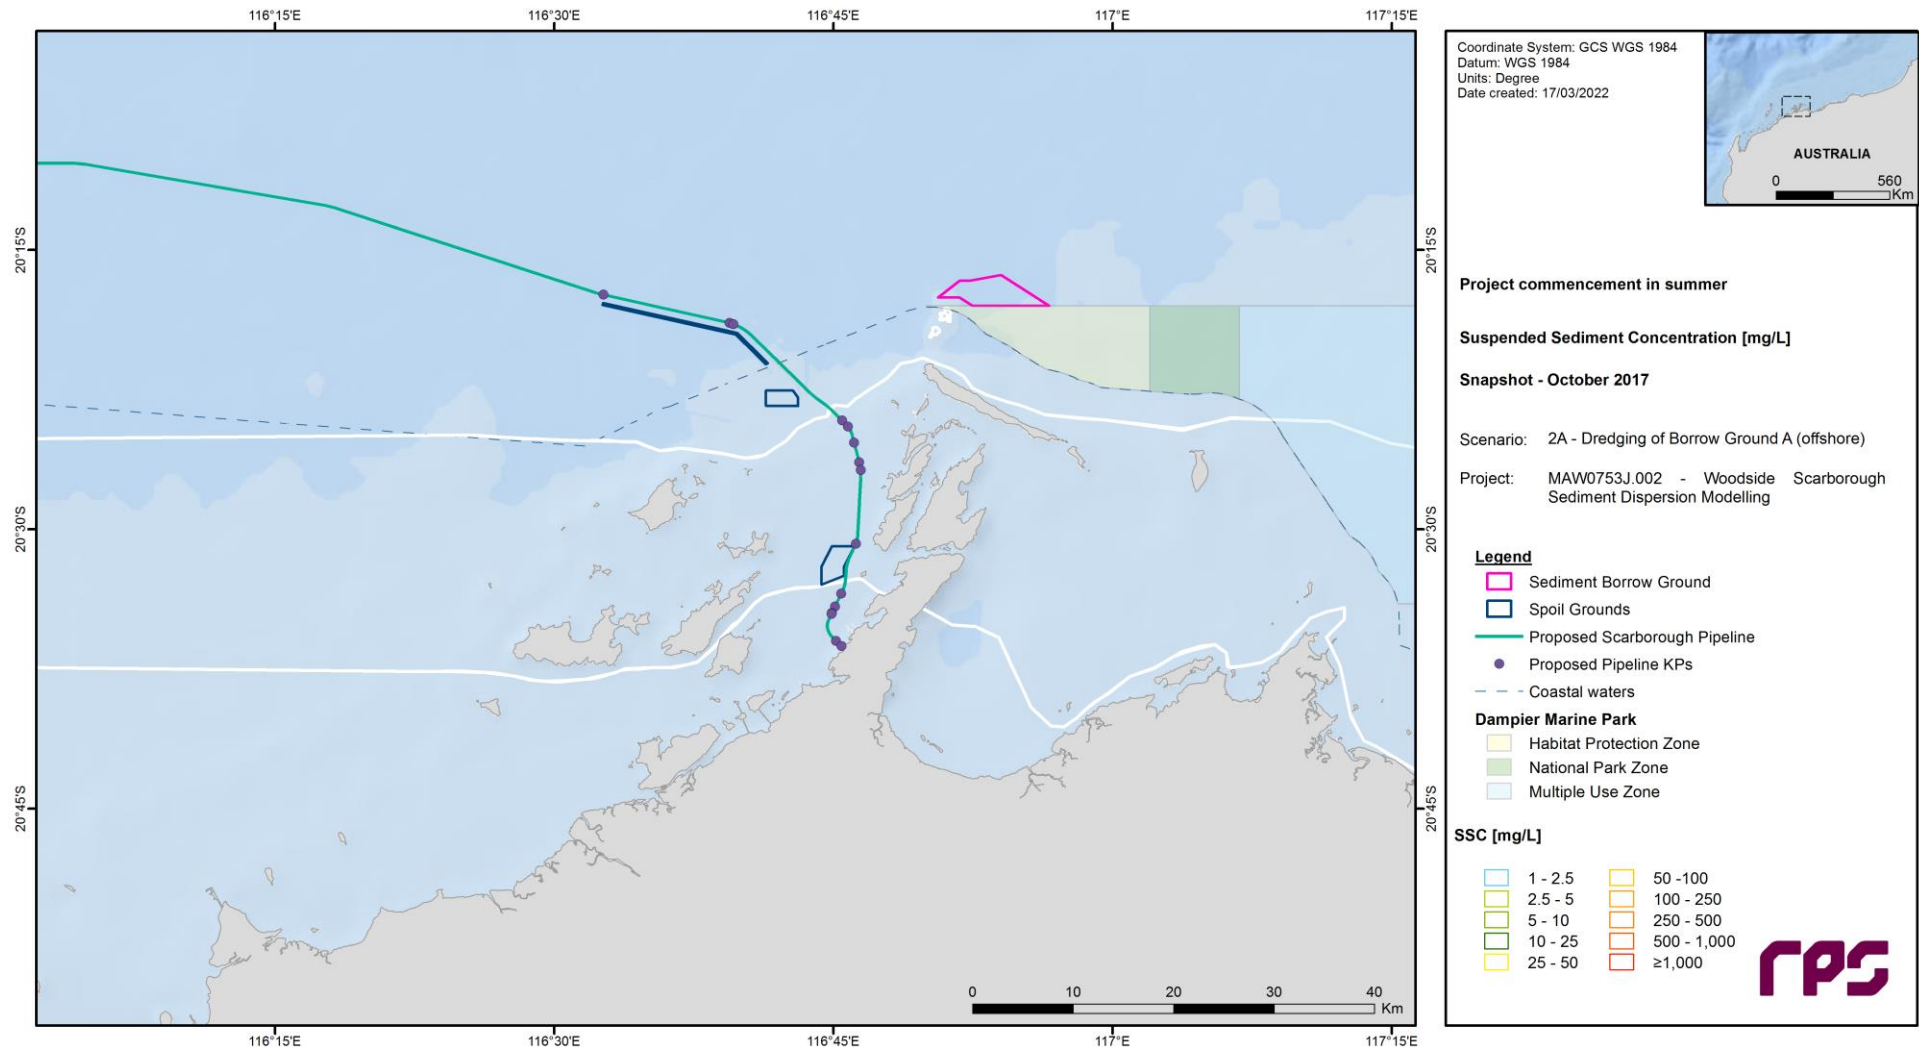 116°15'E 116°30'E 116°45'E 117°E 117°15'E
20°15'S 20°15'S
20°30'S 20°30'S
20°45'S 20°45'S
0 10 20 30 40
Km
116°15'E 116°30'E 116°45'E 117°E 117°15'E
Coordinate System: GCS WGS 1984
Datum: WGS 1984
Units: Degree
Date created: 17/03/2022
AUSTRALIA
0 560
Km
Project commencement in summer
Suspended Sediment Concentration [mg/L]
Snapshot - October 2017
Scenario: 2A - Dredging of Borrow Ground A (offshore)
Project: MAW0753J.002 - Woodside Scarborough
Sediment Dispersion Modelling
Legend
Sediment Borrow Ground
Spoil Grounds
Proposed Scarborough Pipeline
Proposed Pipeline KPs
Coastal waters
Dampier Marine Park
Habitat Protection Zone
National Park Zone
Multiple Use Zone
SSC [mg/L]
1 - 2.5 50 -100
2.5 - 5 100 - 250
5 - 10 250 - 500
10 - 25 500 - 1,000
25 - 50 ≥1,000
rps